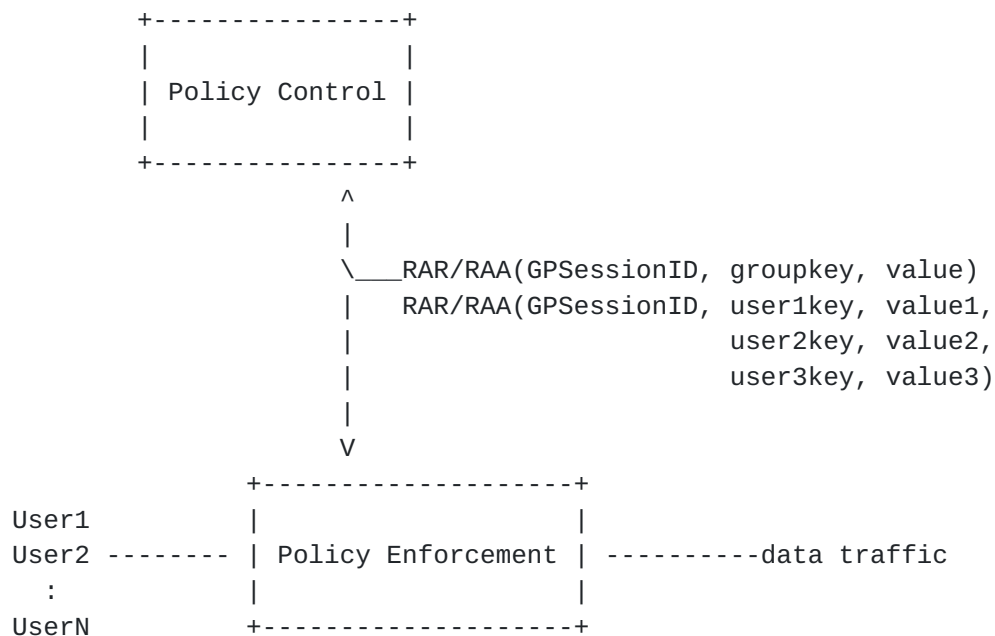 Policy Control
RAR/RAA(GPSessionID, groupkey, value)
RAR/RAA(GPSessionID, user1key, value1,
user2key, value2,
user3key, value3)
V
User1
User2 -------- | Policy Enforcement | ----------data traffic
:
UserN